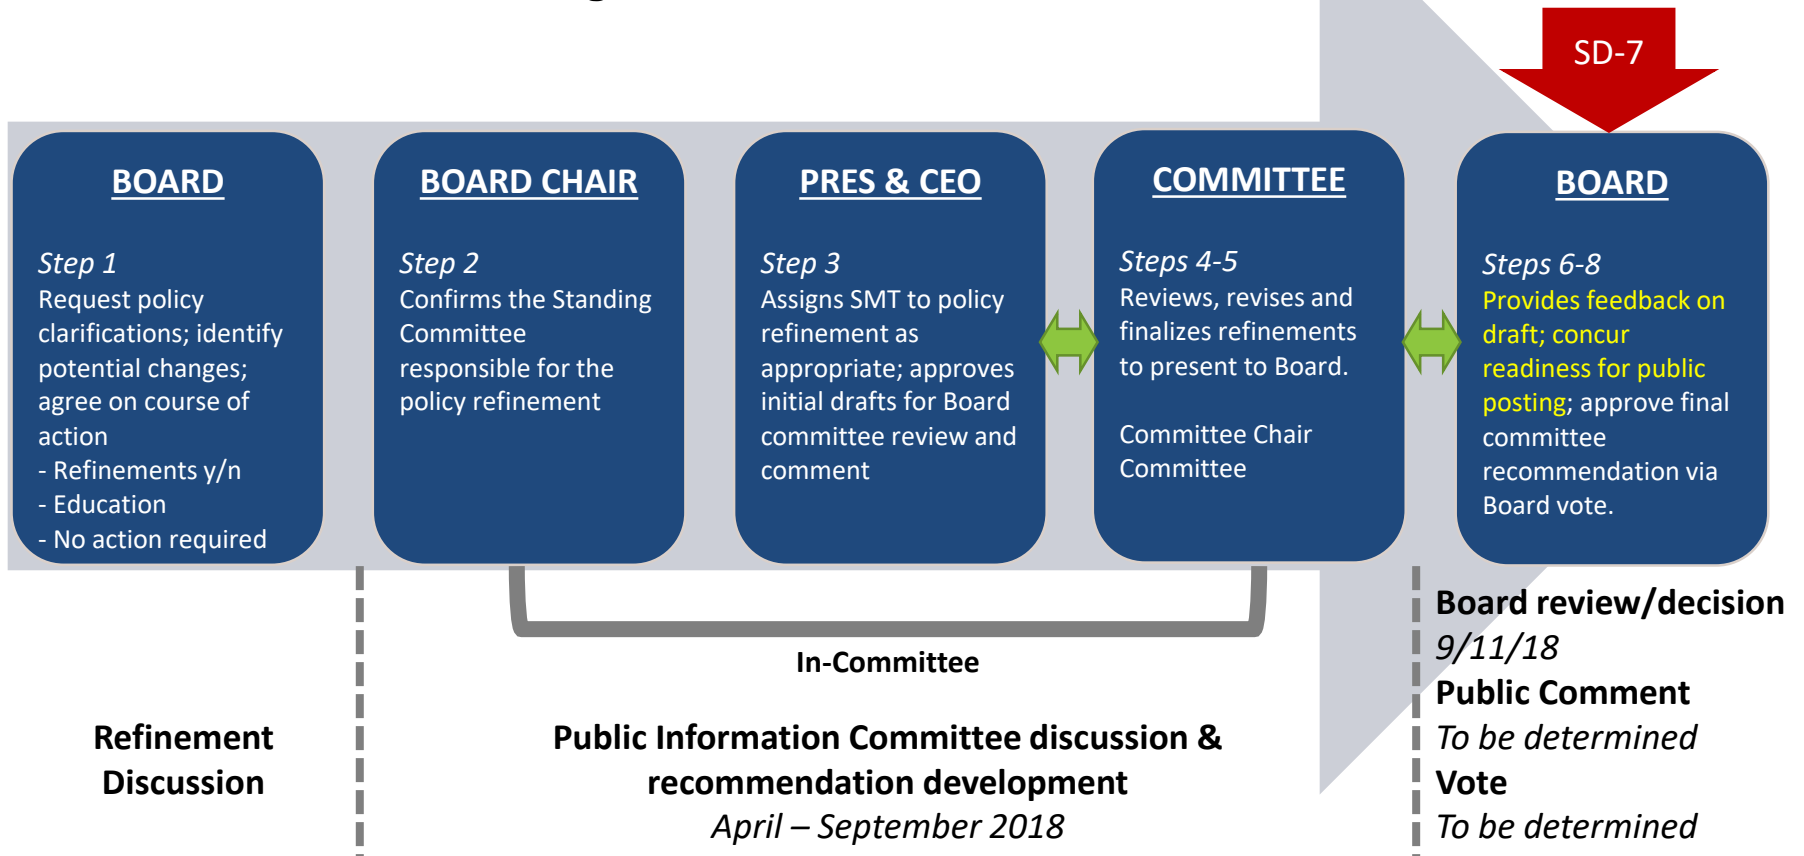 SD-7
BOARD
Step 1
Request policy
clarifications; identify
potential changes;
agree on course of
action
- Refinements y/n
- Education
- No action required
BOARD CHAIR
Step 2
Confirms the Standing
Committee
responsible for the
policy refinement
PRES & CEO
Step 3
Assigns SMT to policy
refinement as
appropriate; approves
initial drafts for Board
committee review and
comment
COMMITTEE
Steps 4-5
Reviews, revises and
finalizes refinements
to present to Board.
Committee Chair
Committee
BOARD
Steps 6-8
Provides feedback on
draft; concur
readiness for public
posting; approve final
committee
recommendation via
Board vote.
In-Committee
Refinement
Discussion
Public Information Committee discussion &
recommendation development
April – September 2018
Board review/decision
9/11/18
Public Comment
To be determined
Vote
To be determined